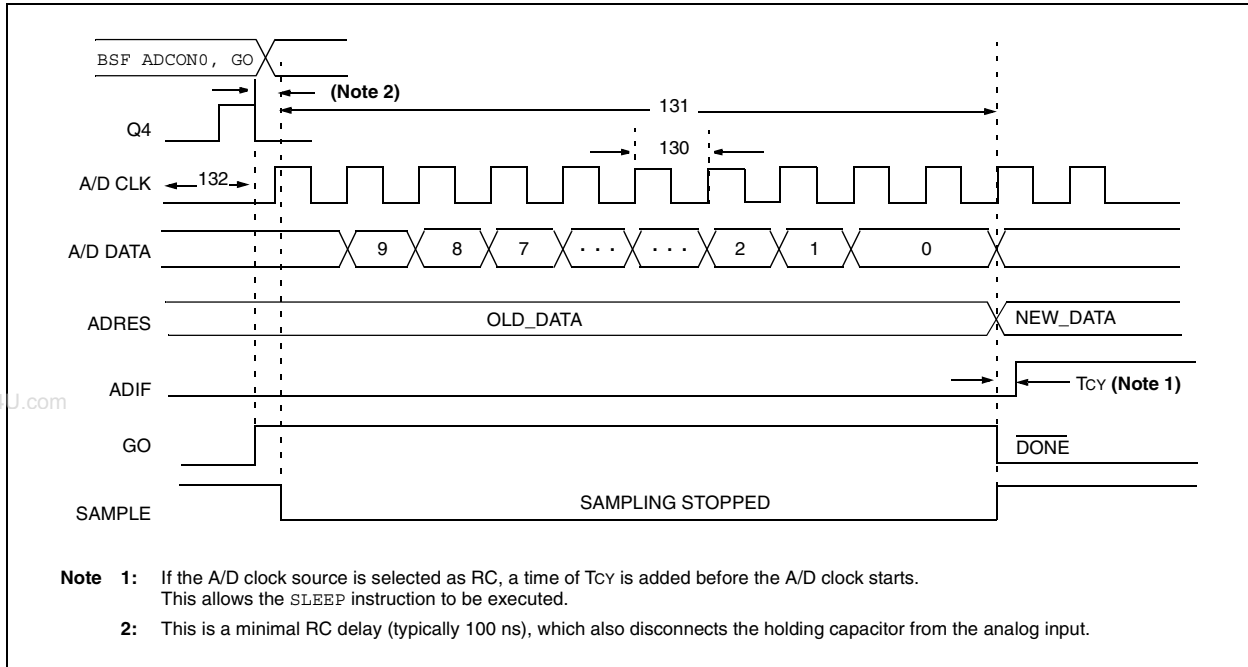 BSF ADCON0, GO
(Note 2)
131
Q4
130
A/D CLK
132
A/D DATA
9 8 7 . . . . . . 2 1 0
ADRES
OLD_DATA
NEW_DATA
ADIF
TCY (Note 1)
4U.com
GO
DONE
SAMPLE
SAMPLING STOPPED
Note 1: If the A/D clock source is selected as RC, a time of TCY is added before the A/D clock starts.
This allows the SLEEP instruction to be executed.
2: This is a minimal RC delay (typically 100 ns), which also disconnects the holding capacitor from the analog input.